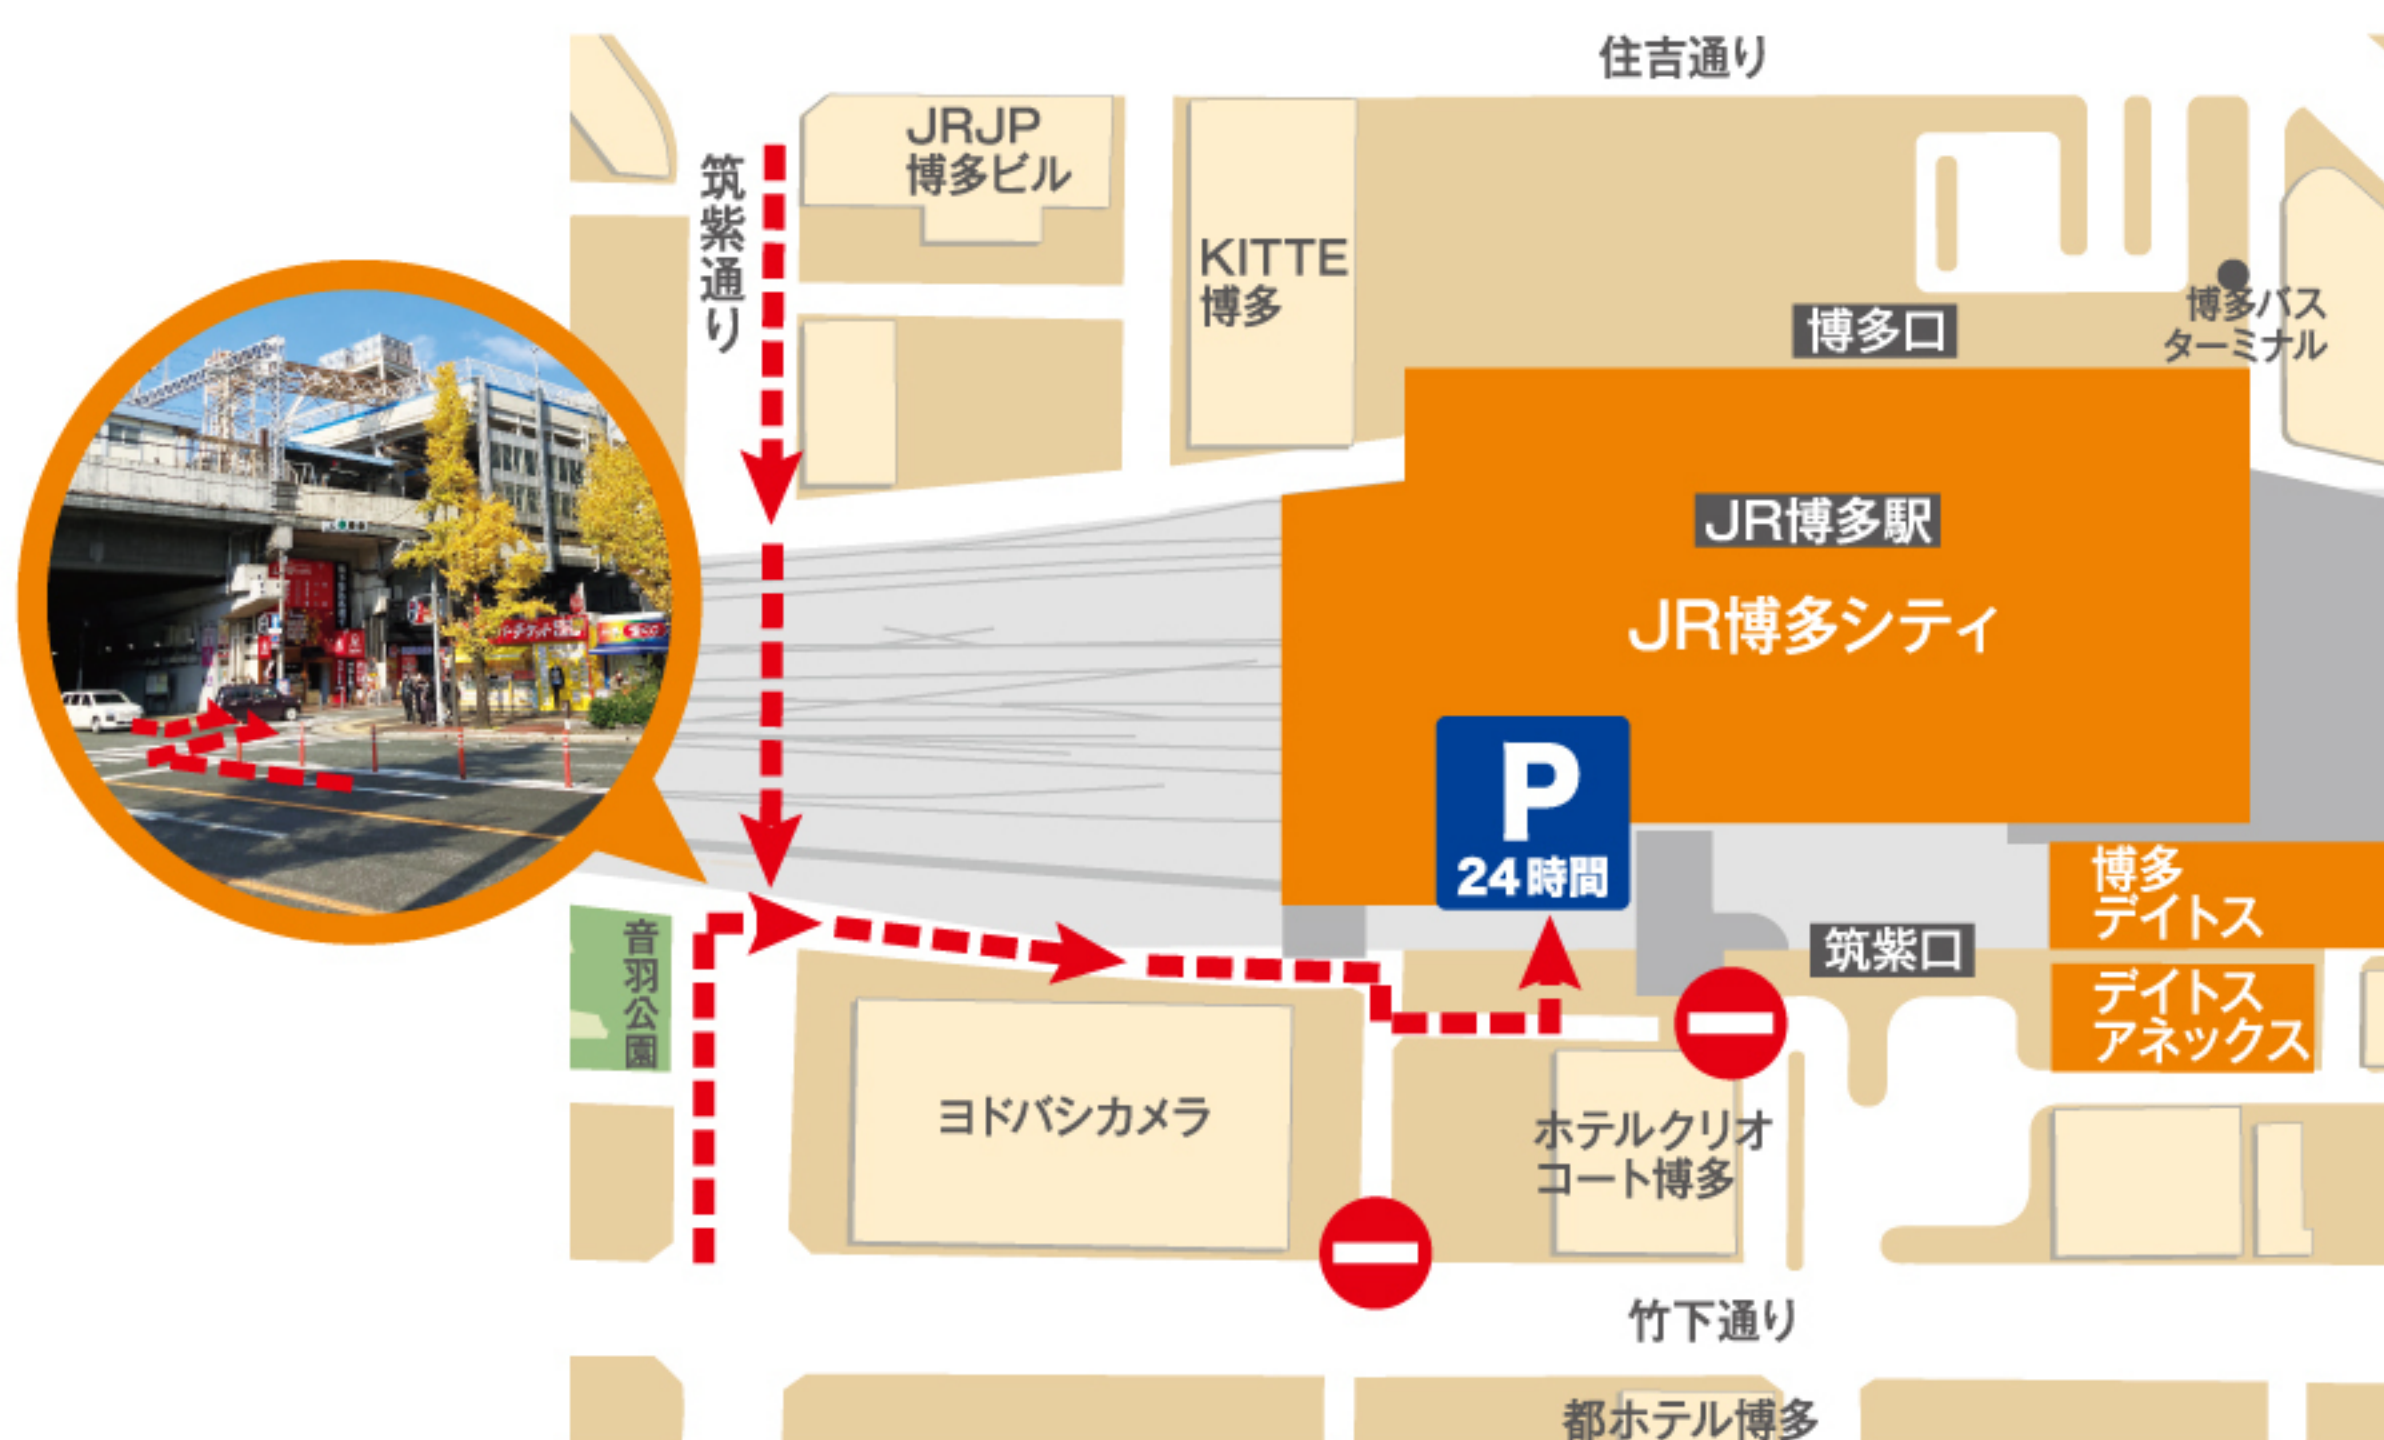 住吉通り
JRJP
博多ビル
筑紫通り
KITTE
博多
博多口
博多バス
ターミナル
JR博多駅
JR博多シティ
P
24時間
博多
デイトス
筑紫口
デイトス
アネックス
音羽公園
ヨドバシカメラ
ホテルクリオ
コート博多
竹下通り
都ホテル博多